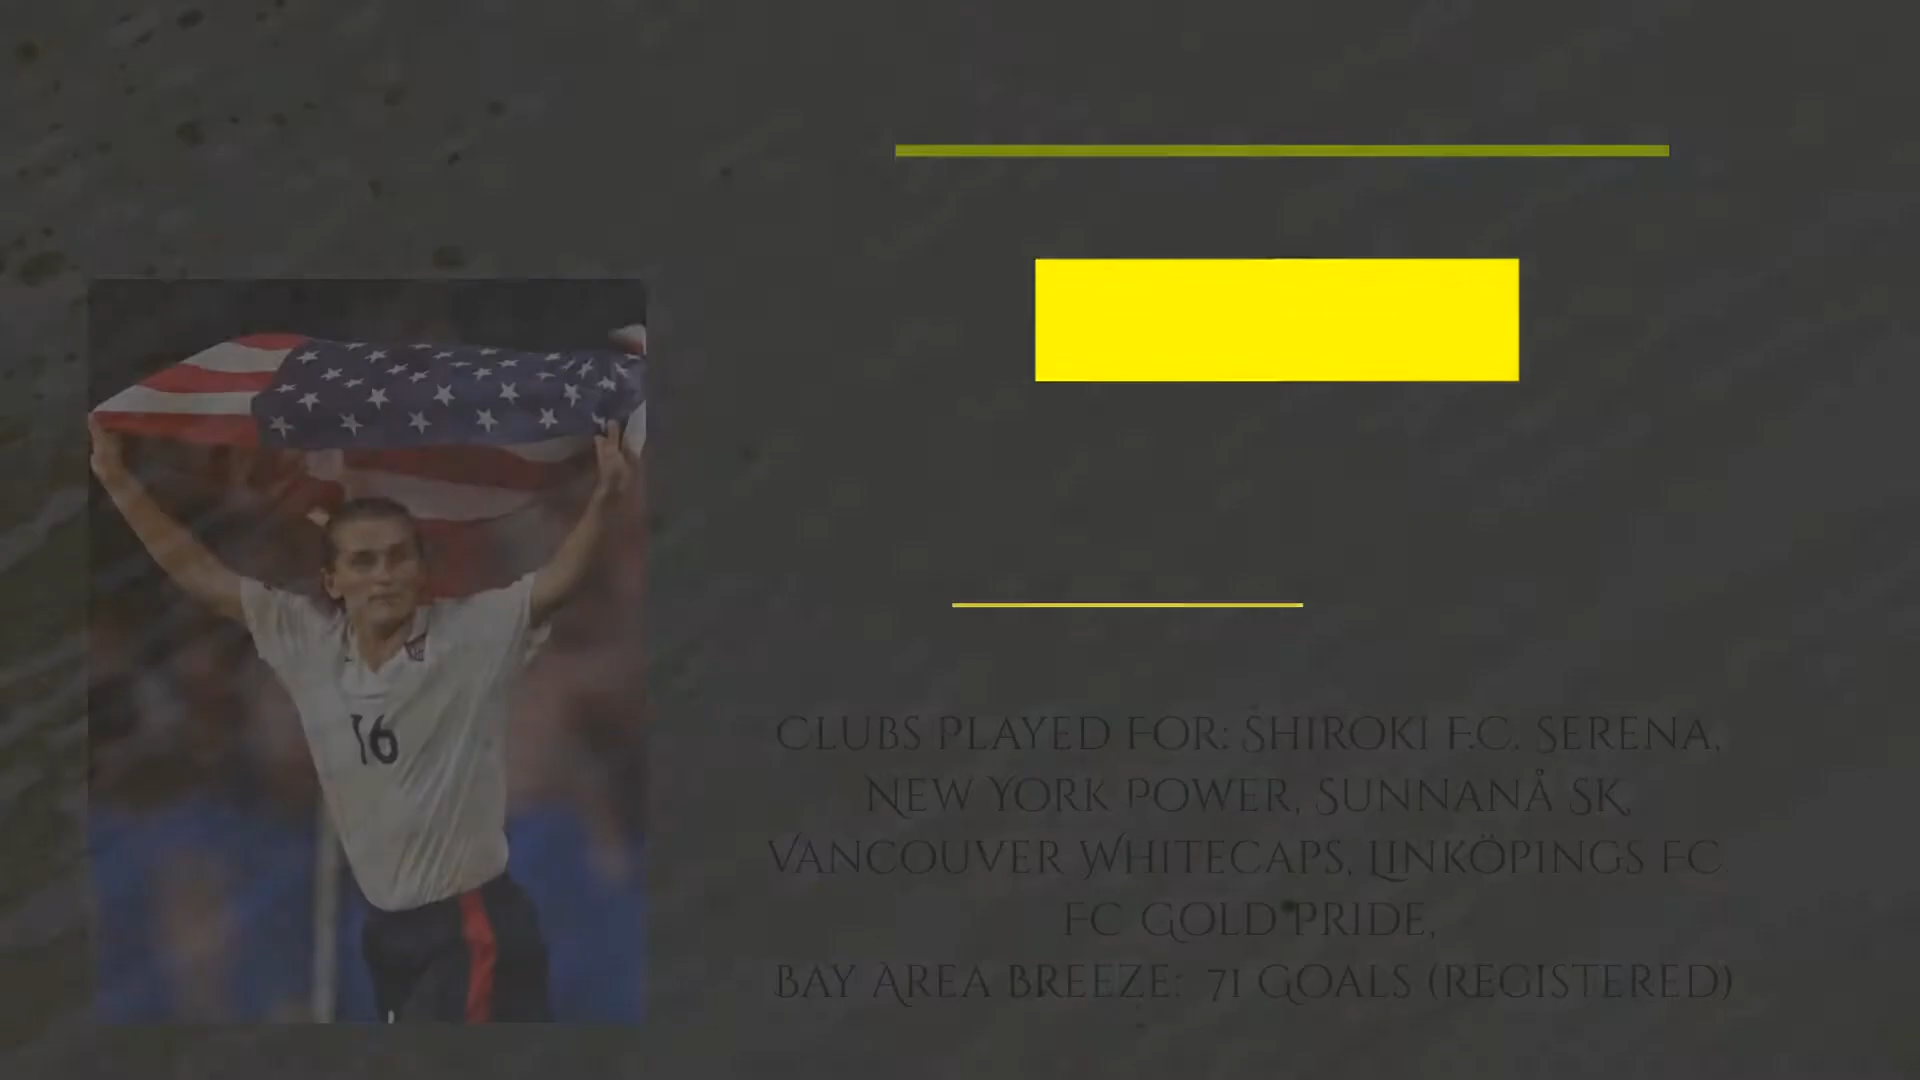 16
Clubs Played For: Shiroki F.C. Serena,
New York Power, Sunnanå SK,
Vancouver Whitecaps, Linköpings FC
FC Gold Pride,
Bay Area Breeze: 71 Goals (Registered)